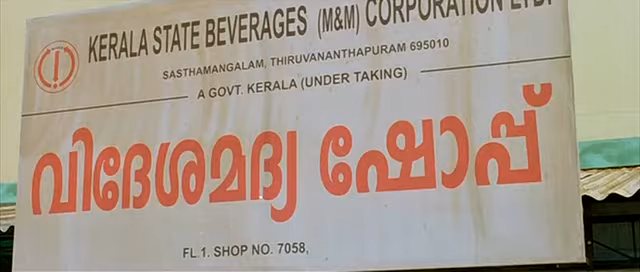 KERALA STATE BEVERAGES (M&M) CORPORATION LTD.
SASTHAMANGALAM, THIRUVANANTHAPURAM 695010
A GOVT. KERALA (UNDER TAKING)
വിദേശമദ്യ ഷോപ്പ്
FL.1. SHOP NO. 7058,